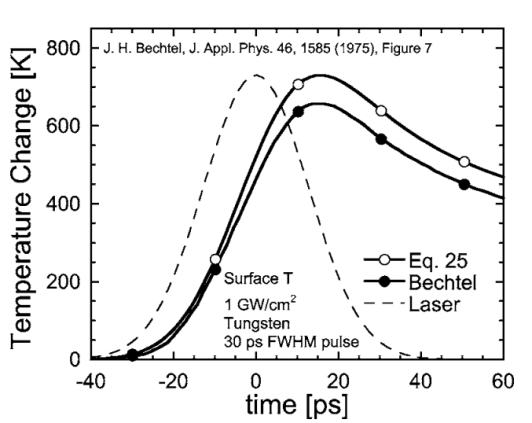 J. H. Bechtel, J. Appl. Phys. 46, 1585 (1975), Figure 7
Temperature Change [K]
800
600
400
200
0
Surface T
1 GW/cm²
Tungsten
30 ps FWHM pulse
Eq. 25
Bechtel
Laser
-40 -20 0 20 40 60
time [ps]